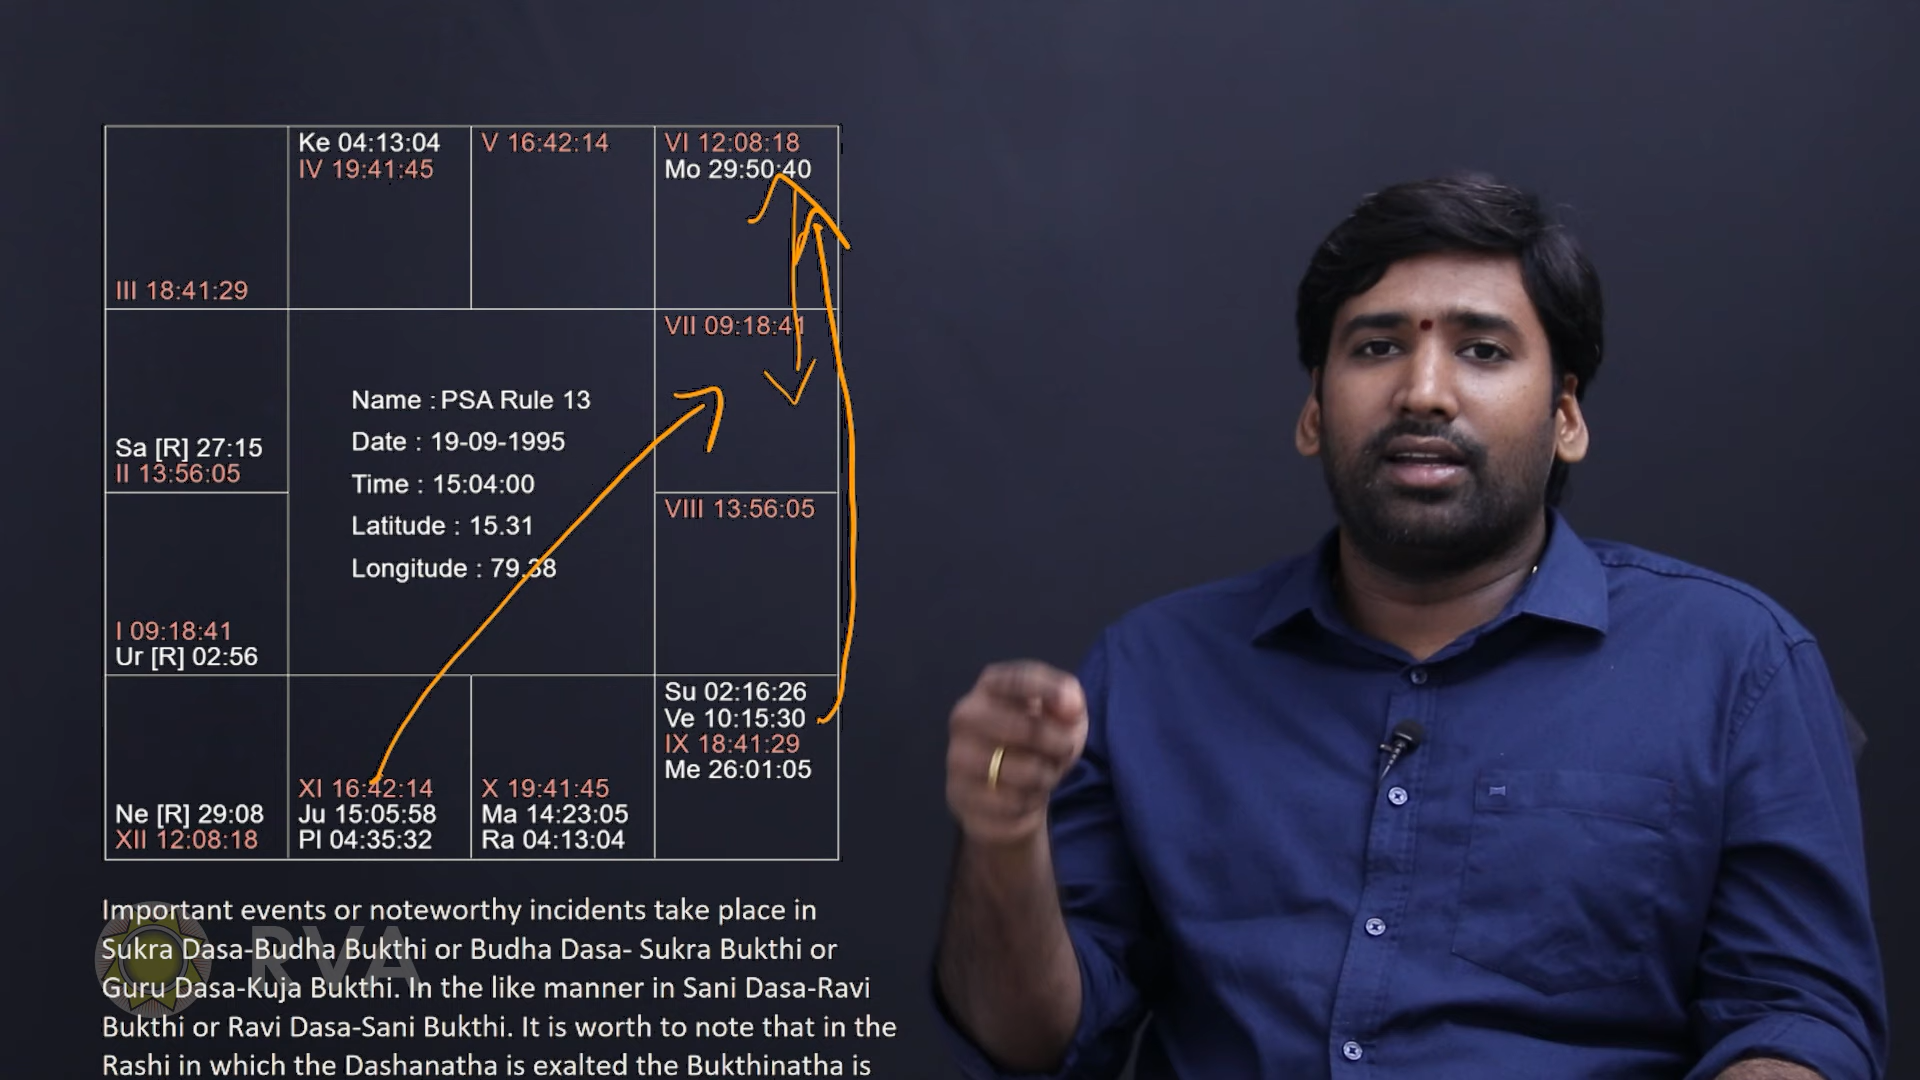 Ke 04:13:04
IV 19:41:45
V 16:42:14
VI 12:08:18
Mo 29:50:40
III 18:41:29
VII 09:18:41
Sa [R] 27:15
II 13:56:05
Name : PSA Rule 13
Date : 19-09-1995
Time : 15:04:00
Latitude : 15.31
Longitude : 79.38
VIII 13:56:05
I 09:18:41
Ur [R] 02:56
Su 02:16:26
Ve 10:15:30
IX 18:41:29
Me 26:01:05
Ne [R] 29:08
XII 12:08:18
XI 16:42:14
Ju 15:05:58
Pl 04:35:32
X 19:41:45
Ma 14:23:05
Ra 04:13:04
Important events or noteworthy incidents take place in
Sukra Dasa-Budha Bukthi or Budha Dasa- Sukra Bukthi or
Guru Dasa-Kuja Bukthi. In the like manner in Sani Dasa-Ravi
Bukthi or Ravi Dasa-Sani Bukthi. It is worth to note that in the
Rashi in which the Dashanatha is exalted the Bukthinatha is
RVA